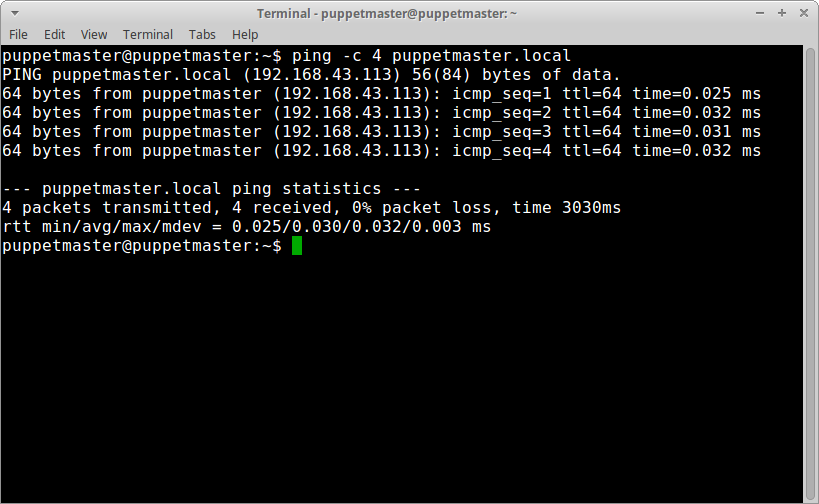 Terminal - puppetmaster@puppetmaster: ~
File Edit View Terminal Tabs Help
puppetmaster@puppetmaster:~$ ping -c 4 puppetmaster.local
PING puppetmaster.local (192.168.43.113) 56(84) bytes of data.
64 bytes from puppetmaster (192.168.43.113): icmp_seq=1 ttl=64 time=0.025 ms
64 bytes from puppetmaster (192.168.43.113): icmp_seq=2 ttl=64 time=0.032 ms
64 bytes from puppetmaster (192.168.43.113): icmp_seq=3 ttl=64 time=0.031 ms
64 bytes from puppetmaster (192.168.43.113): icmp_seq=4 ttl=64 time=0.032 ms
--- puppetmaster.local ping statistics ---
4 packets transmitted, 4 received, 0% packet loss, time 3030ms
rtt min/avg/max/mdev = 0.025/0.030/0.032/0.003 ms
puppetmaster@puppetmaster:~$